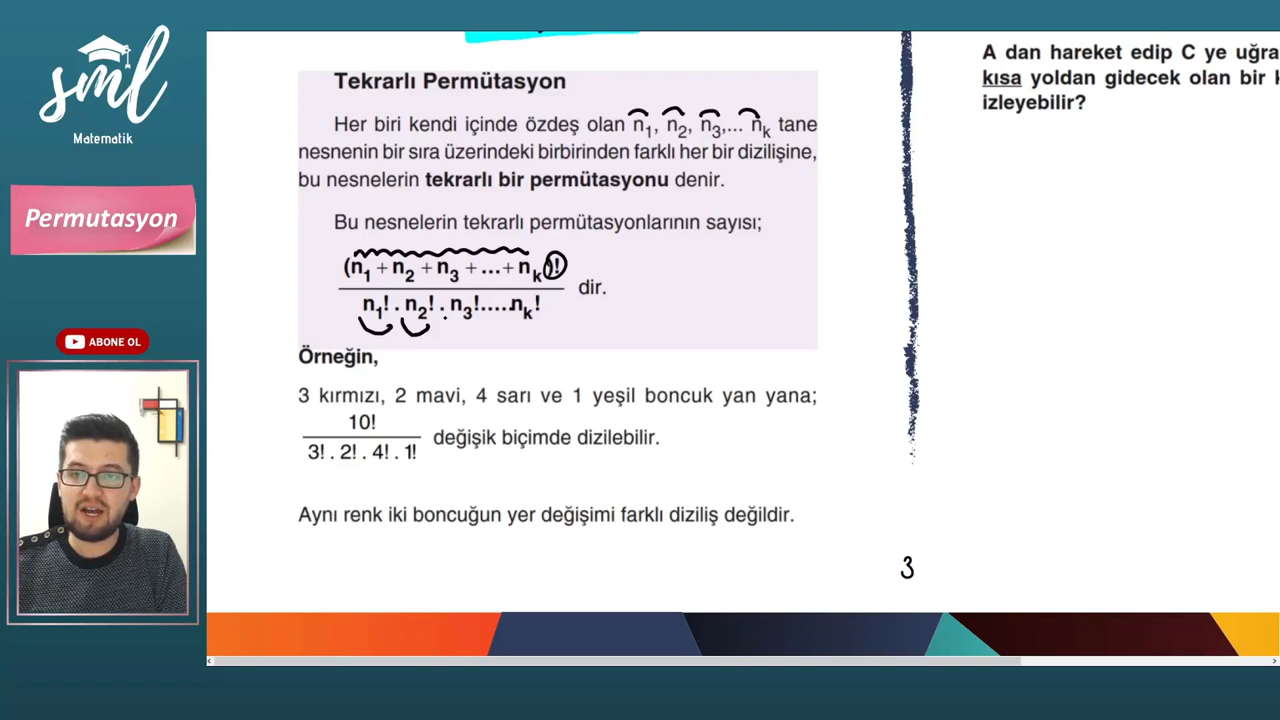 sml
Matematik
Permutasyon
ABONE OL
Tekrarlı Permütasyon
Her biri kendi içinde özdeş olan n₁, n₂, n₃,... nₖ tane
nesnenin bir sıra üzerindeki birbirinden farklı her bir dizilişine,
bu nesnelerin tekrarlı bir permütasyonu denir.
Bu nesnelerin tekrarlı permütasyonlarının sayısı;
(n₁ + n₂ + n₃ + ... + nₖ)!
n₁! . n₂! . n₃!.....nₖ!
dir.
Örneğin,
3 kırmızı, 2 mavi, 4 sarı ve 1 yeşil boncuk yan yana;
10!
3! . 2! . 4! . 1!
değişik biçimde dizilebilir.
Aynı renk iki boncuğun yer değişimi farklı diziliş değildir.
3
A dan hareket edip C ye uğra
kısa yoldan gidecek olan bir
izleyebilir?